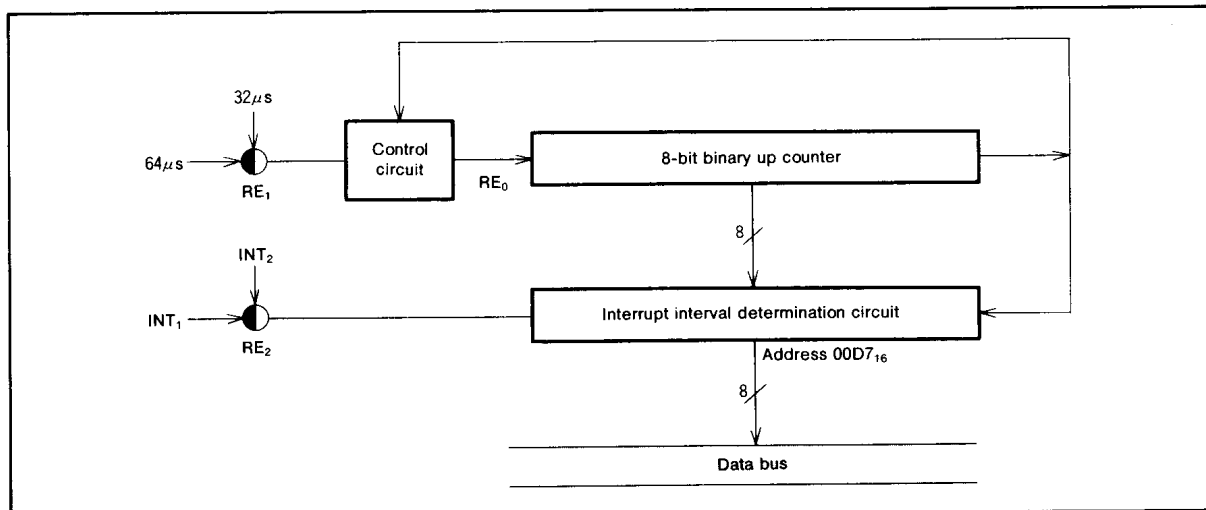 32μs
64μs
RE₁
Control
circuit
RE₀
8-bit binary up counter
8
INT₂
INT₁
RE₂
Interrupt interval determination circuit
Address 00D7₁₆
8
Data bus